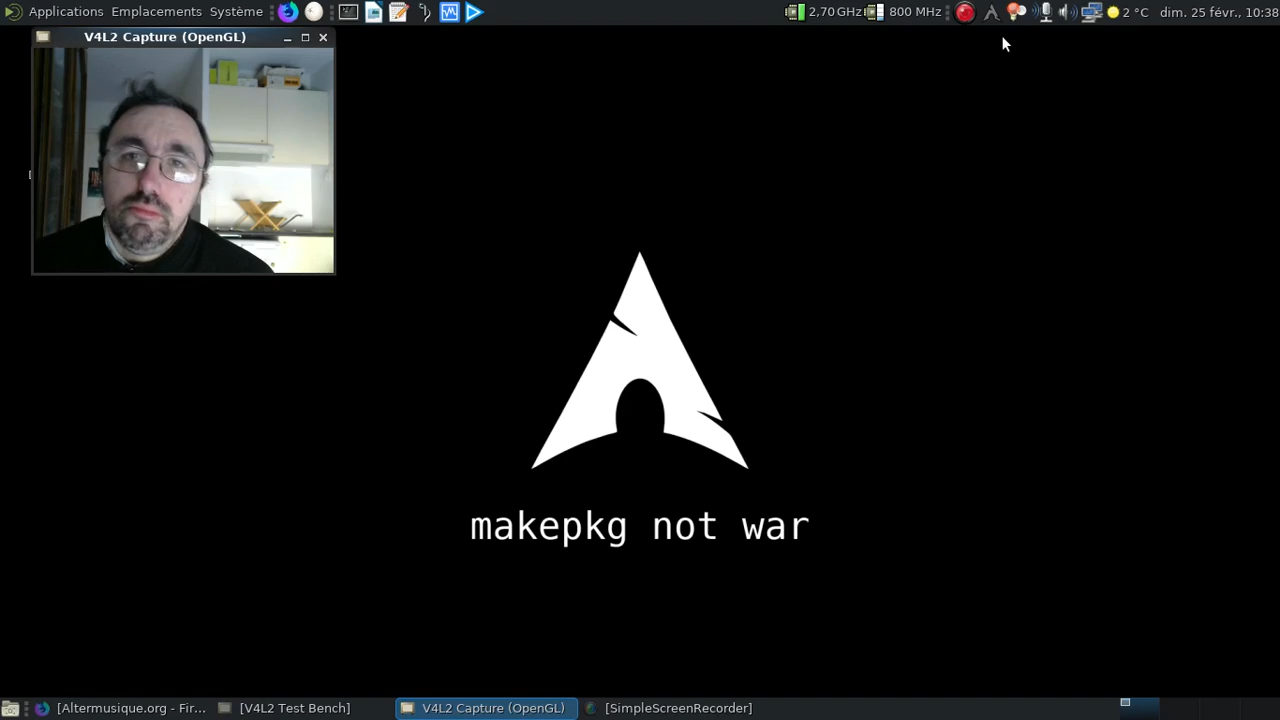 Applications Emplacements Système 2,70 GHz 800 MHz 2 °C dim. 25 févr., 10:38
V4L2 Capture (OpenGL)
makepkg not war
[Altermusique.org - Fir... [V4L2 Test Bench] V4L2 Capture (OpenGL) [SimpleScreenRecorder]